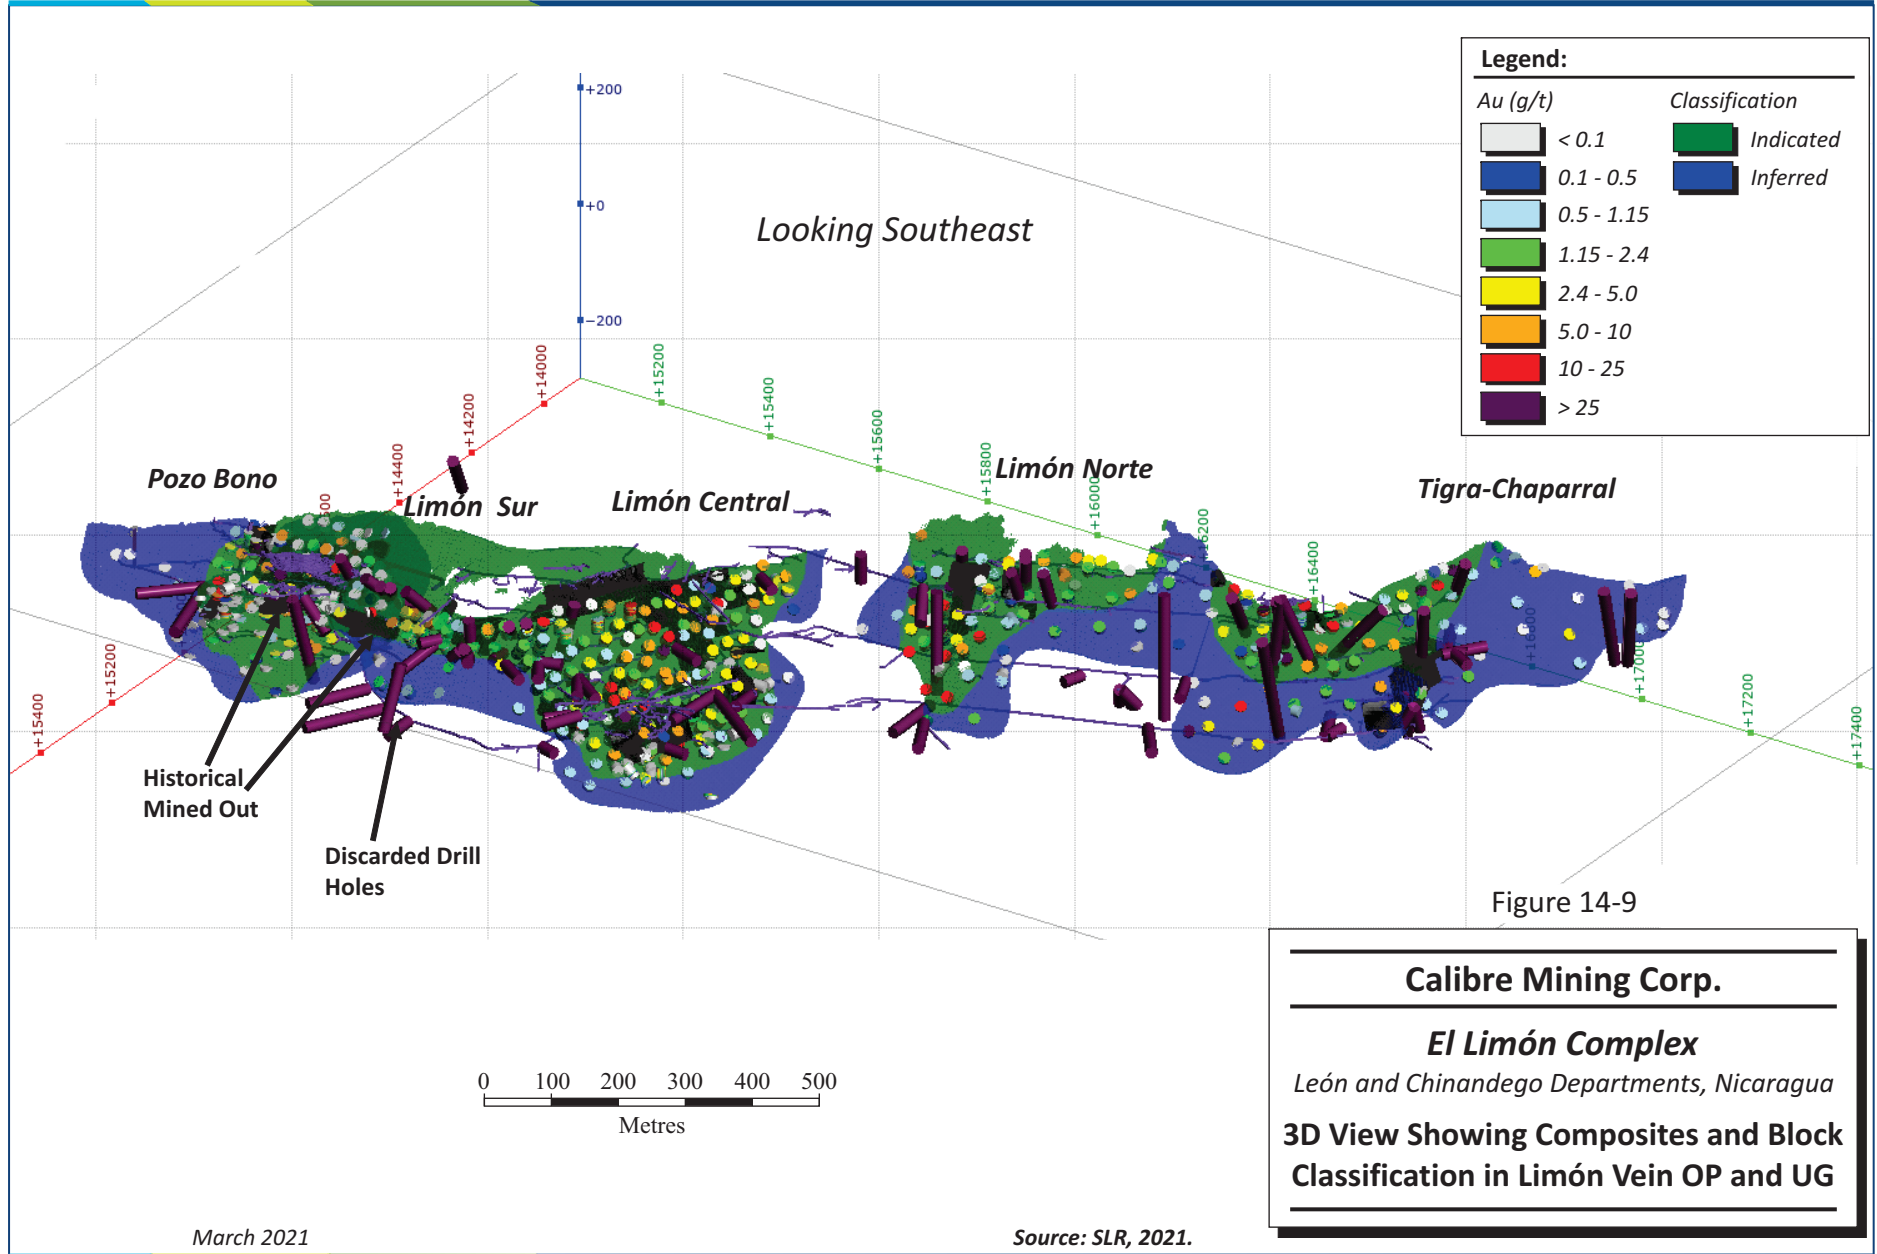 Legend:
Au (g/t)
Classification
< 0.1
0.1 - 0.5
0.5 - 1.15
1.15 - 2.4
2.4 - 5.0
5.0 - 10
10 - 25
> 25
Indicated
Inferred
+200
+0
−200
Looking Southeast
+14000
+14200
+14400
+15200
+15400
+15200
+15400
+15600
+15800
+16000
+16400
+17200
+17400
Pozo Bono
Limón Sur
Limón Central
Limón Norte
Tigra-Chaparral
Historical
Mined Out
Discarded Drill
Holes
Figure 14-9
0 100 200 300 400 500
Metres
Calibre Mining Corp.
El Limón Complex
León and Chinandego Departments, Nicaragua
3D View Showing Composites and Block
Classification in Limón Vein OP and UG
March 2021
Source: SLR, 2021.